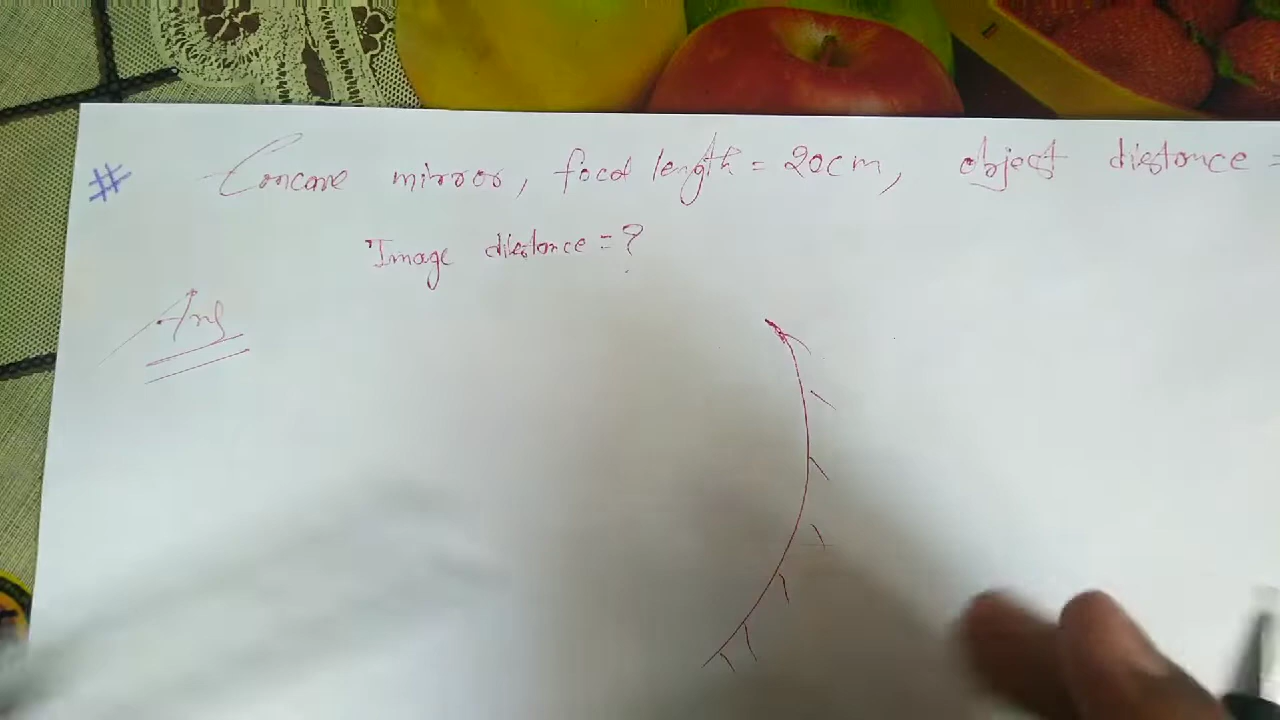 # Concave mirror, focal length = 20cm, object distance =
Image distance = ?
Ans